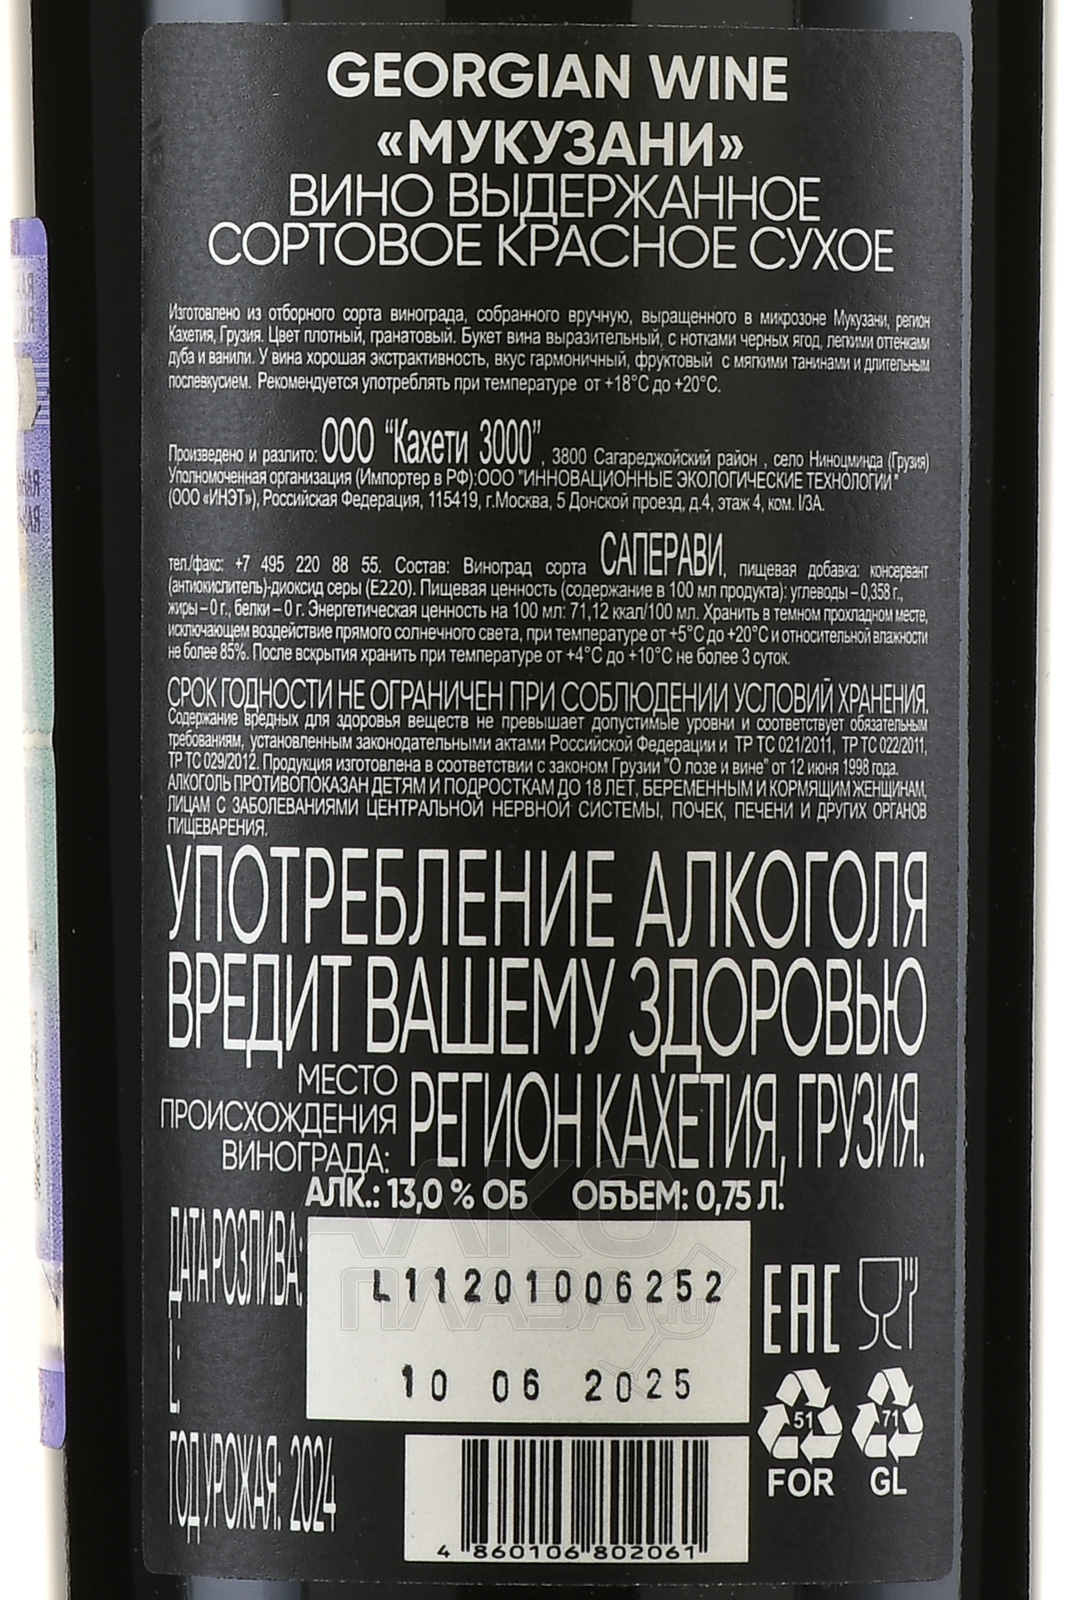 GEORGIAN WINE
«МУКУЗАНИ»
ВИНО ВЫДЕРЖАННОЕ
СОРТОВОЕ КРАСНОЕ СУХОЕ
Изготовлено из отборного сорта винограда, собранного вручную, выращенного в микрозоне Мукузани, регион
Кахетия, Грузия. Цвет плотный, гранатовый. Букет вина выразительный, с нотками черных ягод, легкими оттенками
дуба и ванили. У вина хорошая экстрактивность, вкус гармоничный, фруктовый с мягкими танинами и длительным
послевкусием. Рекомендуется употреблять при температуре от +18°С до +20°С.
Произведено и разлито: ООО "Кахети 3000", 3800 Сагареджойский район , село Ниноцминда (Грузия)
Уполномоченная организация (Импортер в РФ):ООО "ИННОВАЦИОННЫЕ ЭКОЛОГИЧЕСКИЕ ТЕХНОЛОГИИ"
(ООО «ИНЭТ»), Российская Федерация, 115419, г.Москва, 5 Донской проезд, д.4, этаж 4, ком. I/3А.
тел./факс: +7 495 220 88 55. Состав: Виноград сорта САПЕРАВИ, пищевая добавка: консервант
(антиокислитель)-диоксид серы (Е220). Пищевая ценность (содержание в 100 мл продукта): углеводы – 0,358 г.,
жиры – 0 г., белки – 0 г. Энергетическая ценность на 100 мл: 71,12 ккал/100 мл. Хранить в темном прохладном месте,
исключающем воздействие прямого солнечного света, при температуре от +5°С до +20°С и относительной влажности
не более 85%. После вскрытия хранить при температуре от +4°С до +10°С не более 3 суток.
СРОК ГОДНОСТИ НЕ ОГРАНИЧЕН ПРИ СОБЛЮДЕНИИ УСЛОВИЙ ХРАНЕНИЯ.
Содержание вредных для здоровья веществ не превышает допустимые уровни и соответствует обязательным
требованиям, установленным законодательными актами Российской Федерации и ТР ТС 021/2011, ТР ТС 022/2011,
ТР ТС 029/2012. Продукция изготовлена в соответствии с законом Грузии "О лозе и вине" от 12 июня 1998 года.
АЛКОГОЛЬ ПРОТИВОПОКАЗАН ДЕТЯМ И ПОДРОСТКАМ ДО 18 ЛЕТ, БЕРЕМЕННЫМ И КОРМЯЩИМ ЖЕНЩИНАМ,
ЛИЦАМ С ЗАБОЛЕВАНИЯМИ ЦЕНТРАЛЬНОЙ НЕРВНОЙ СИСТЕМЫ, ПОЧЕК, ПЕЧЕНИ И ДРУГИХ ОРГАНОВ
ПИЩЕВАРЕНИЯ.
УПОТРЕБЛЕНИЕ АЛКОГОЛЯ
ВРЕДИТ ВАШЕМУ ЗДОРОВЬЮ
МЕСТО
ПРОИСХОЖДЕНИЯ
ВИНОГРАДА: РЕГИОН КАХЕТИЯ, ГРУЗИЯ.
АЛК.: 13,0 % ОБ ОБЪЕМ: 0,75 Л.
ДАТА РОЗЛИВА:
L11201006252
L:
10 06 2025
EAC
51 71
FOR GL
ГОД УРОЖАЯ: 2024
4 860106 802061
АЛКО
ПЛАЗА.ru